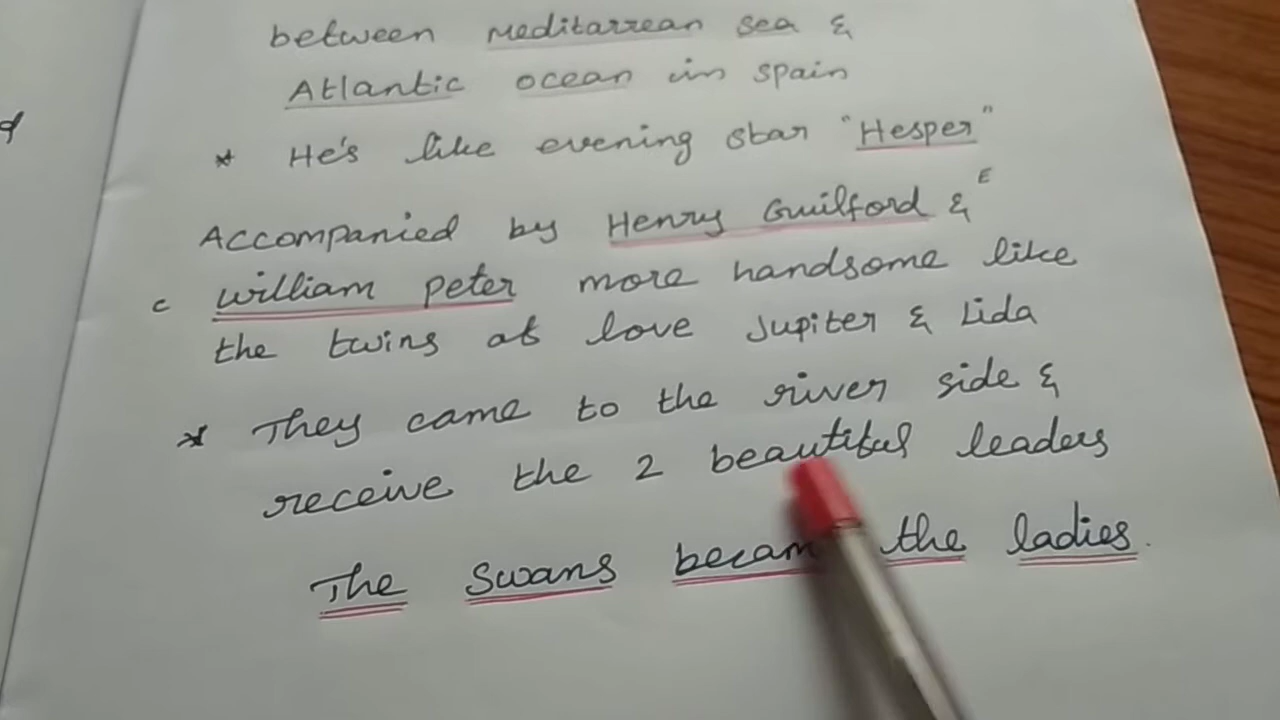 between meditarrean sea &
Atlantic ocean in spain
* He's like evening star "Hesper"
Accompanied by Henry Guilford & E
c William Peter more handsome like
the twins at love Jupiter & Lida
* They came to the river side &
receive the 2 beautiful leaders
The Swans becam the ladies.